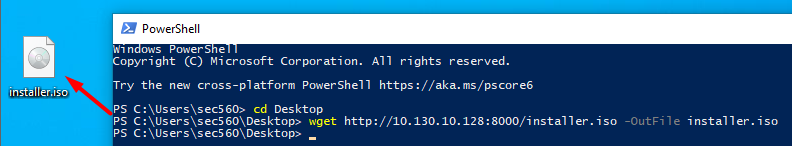 installer.iso
PowerShell
Windows PowerShell
Copyright (C) Microsoft Corporation. All rights reserved.
Try the new cross-platform PowerShell https://aka.ms/pscore6
PS C:\Users\sec560> cd Desktop
PS C:\Users\sec560\Desktop> wget http://10.130.10.128:8000/installer.iso -OutFile installer.iso
PS C:\Users\sec560\Desktop> _